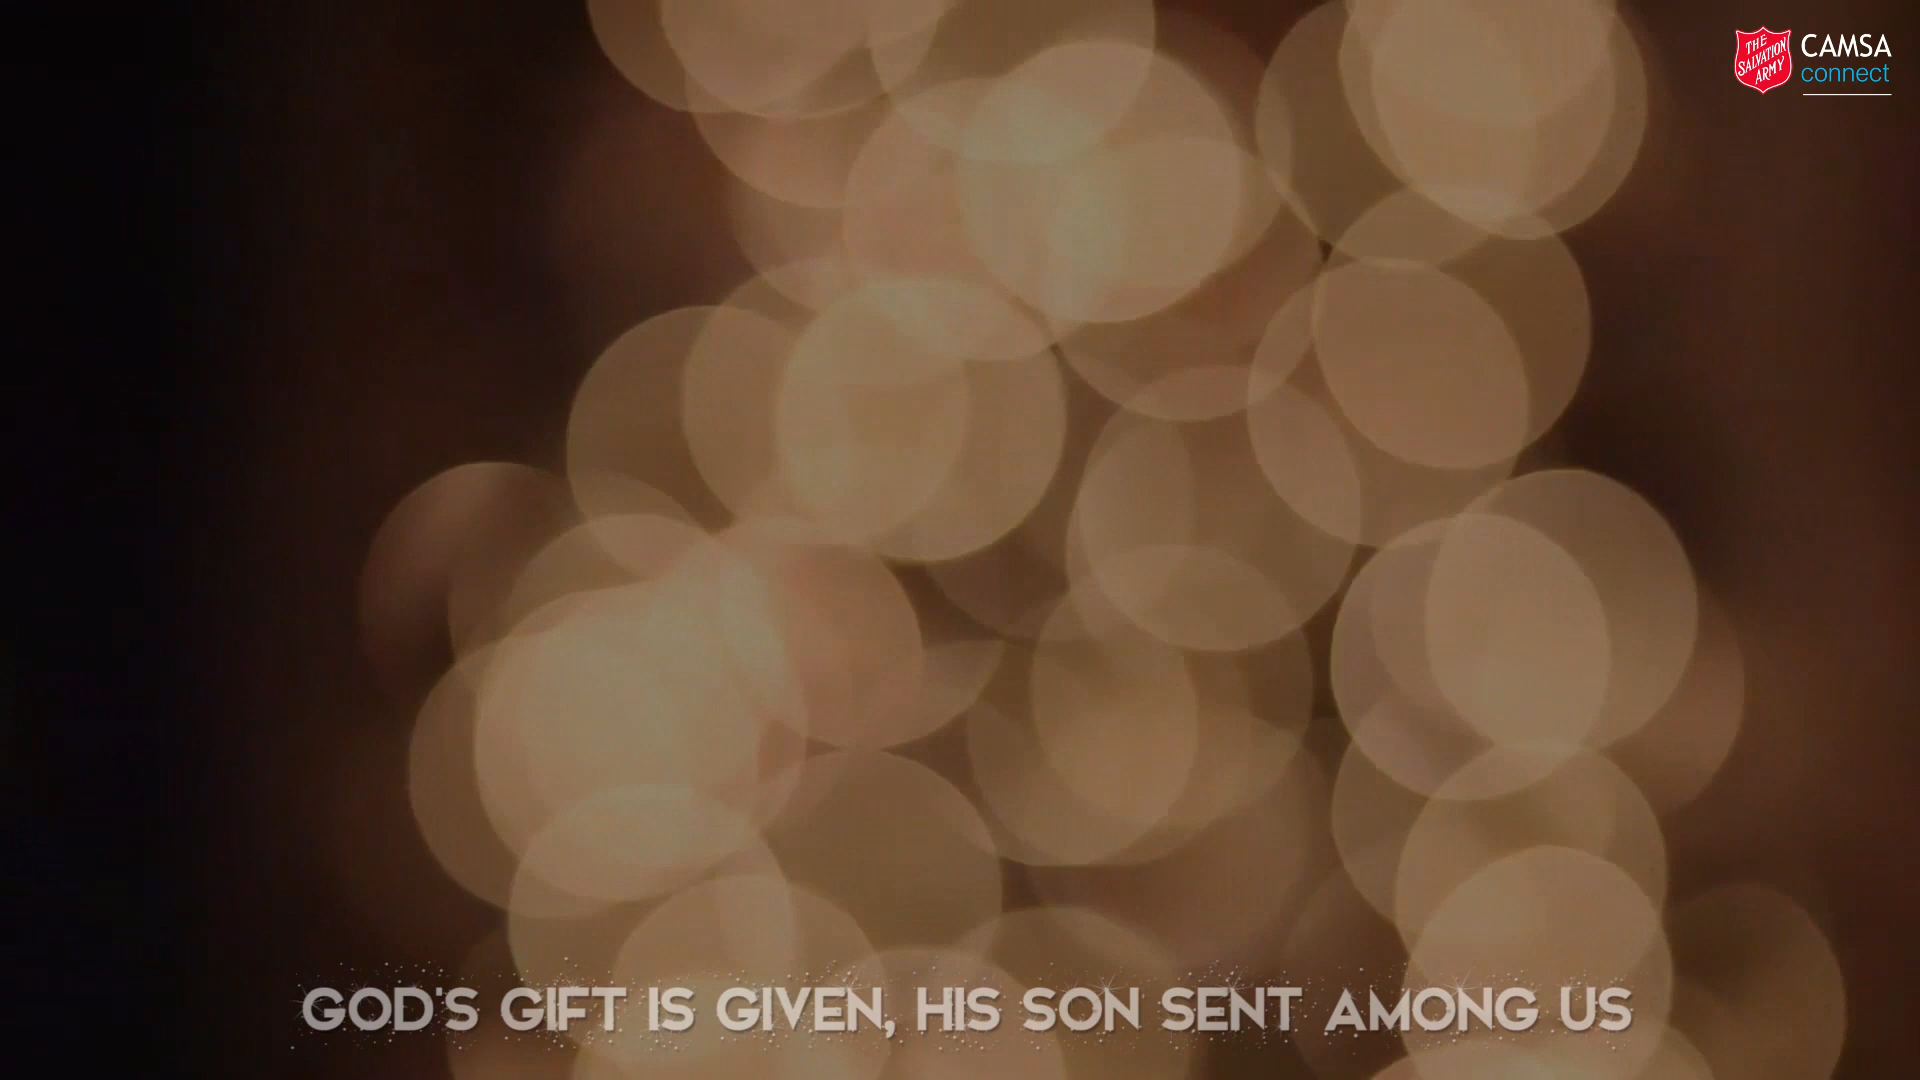 THE
SALVATION
ARMY
CAMSA
connect
GOD'S GIFT IS GIVEN, HIS SON SENT AMONG US